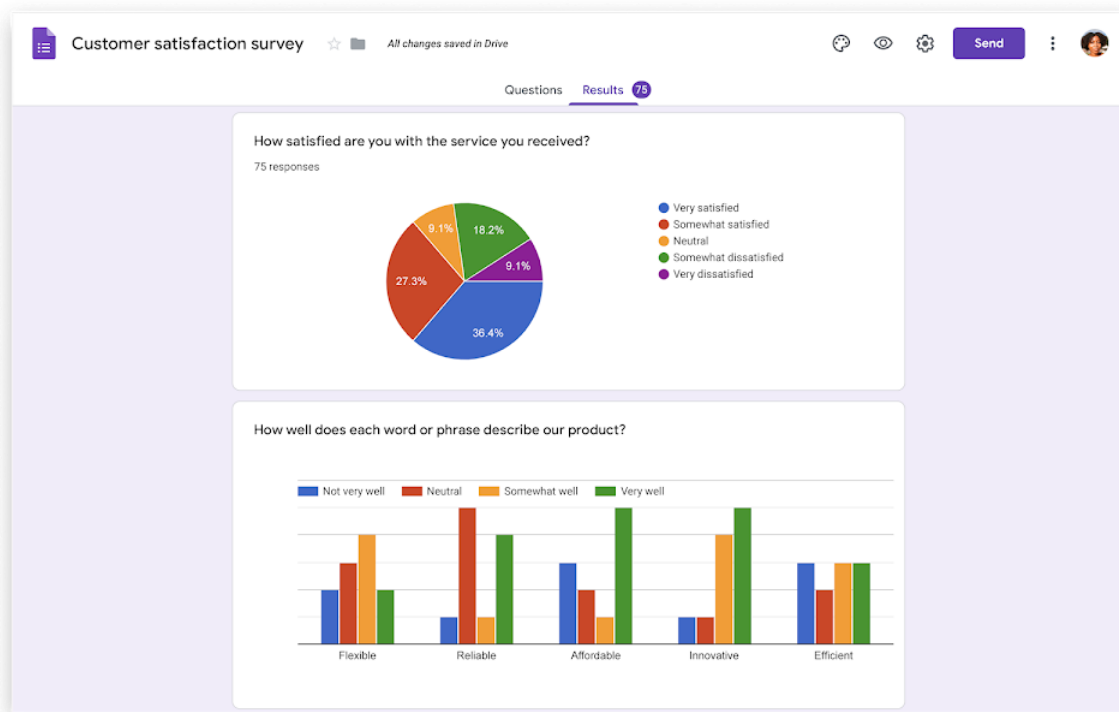 Customer satisfaction survey All changes saved in Drive Send
Questions Results 75
How satisfied are you with the service you received?
75 responses
Very satisfied
Somewhat satisfied
Neutral
Somewhat dissatisfied
Very dissatisfied
9.1%
18.2%
9.1%
27.3%
36.4%
How well does each word or phrase describe our product?
Not very well Neutral Somewhat well Very well
Flexible Reliable Affordable Innovative Efficient